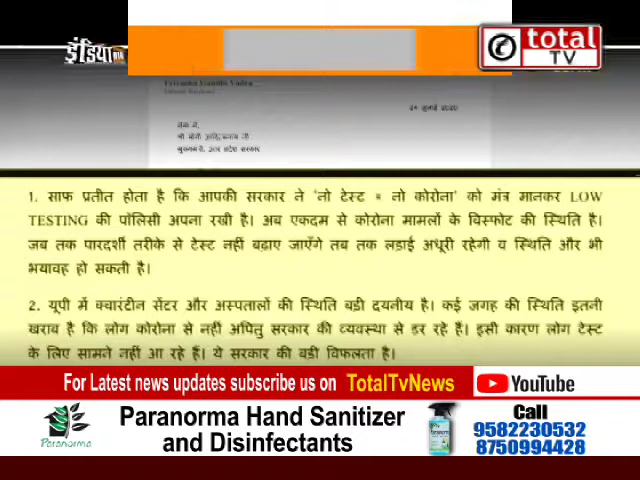 इंडिया
total
TV
Priyanka Gandhi Vadra
सेवा में,
श्री योगी आदित्यनाथ जी
मुख्यमंत्री, उत्तर प्रदेश सरकार
1. साफ प्रतीत होता है कि आपकी सरकार ने 'नो टेस्ट = नो कोरोना' को मंत्र मानकर LOW
TESTING की पॉलिसी अपना रखी है। अब एकदम से कोरोना मामलों के विस्फोट की स्थिति है।
जब तक पारदर्शी तरीके से टेस्ट नहीं बढ़ाए जाएँगे तब तक लड़ाई अधूरी रहेगी व स्थिति और भी
भयावह हो सकती है।
2. यूपी में क्वारंटीन सेंटर और अस्पतालों की स्थिति बड़ी दयनीय है। कई जगह की स्थिति इतनी
खराब है कि लोग कोरोना से नहीं अपितु सरकार की व्यवस्था से डर रहे हैं। इसी कारण लोग टेस्ट
के लिए सामने नहीं आ रहे हैं। ये सरकार की बड़ी विफलता है।
For Latest news updates subscribe us on TotalTvNews YouTube
Paranorma
Paranorma Hand Sanitizer
and Disinfectants
Call
9582230532
8750994428